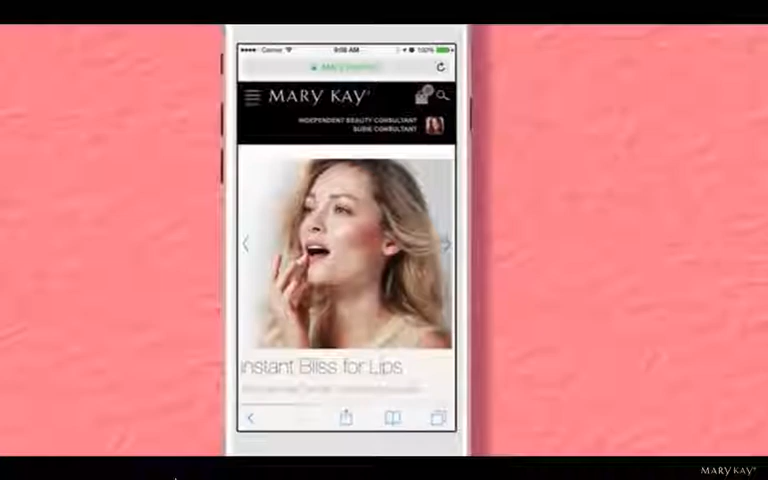 Carrier 9:08 AM 100%
MARY KAY®
INDEPENDENT BEAUTY CONSULTANT
SUSIE CONSULTANT
Instant Bliss for Lips
MARY KAY®